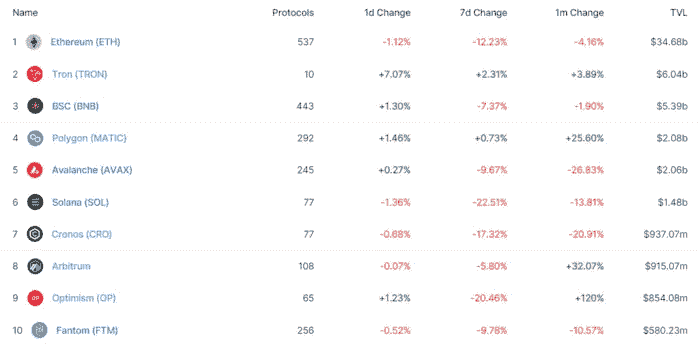 Name Protocols 1d Change 7d Change 1m Change TVL
1 Ethereum (ETH) 537 -1.12% -12.23% -4.16% $34.68b
2 Tron (TRON) 10 +7.07% +2.31% +3.89% $6.04b
3 BSC (BNB) 443 +1.30% -7.37% -1.90% $5.39b
4 Polygon (MATIC) 292 +1.46% +0.73% +25.60% $2.08b
5 Avalanche (AVAX) 245 +0.27% -9.67% -26.83% $2.06b
6 Solana (SOL) 77 -1.36% -22.51% -13.81% $1.48b
7 Cronos (CRO) 77 -0.68% -17.32% -20.91% $937.07m
8 Arbitrum 108 -0.07% -5.80% +32.07% $915.07m
9 OP Optimism (OP) 65 +1.23% -20.46% +120% $854.08m
10 Fantom (FTM) 256 -0.52% -9.78% -10.57% $580.23m